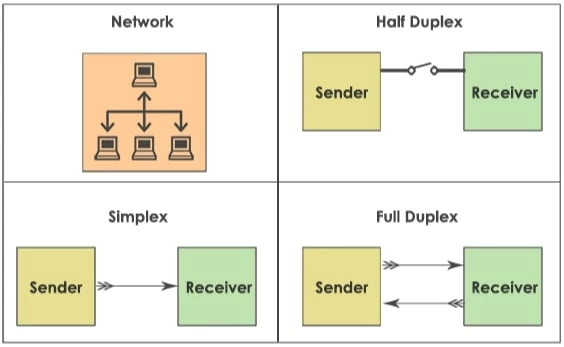 Network
Half Duplex
Sender
Receiver
Simplex
Full Duplex
Sender
Receiver
Sender
Receiver